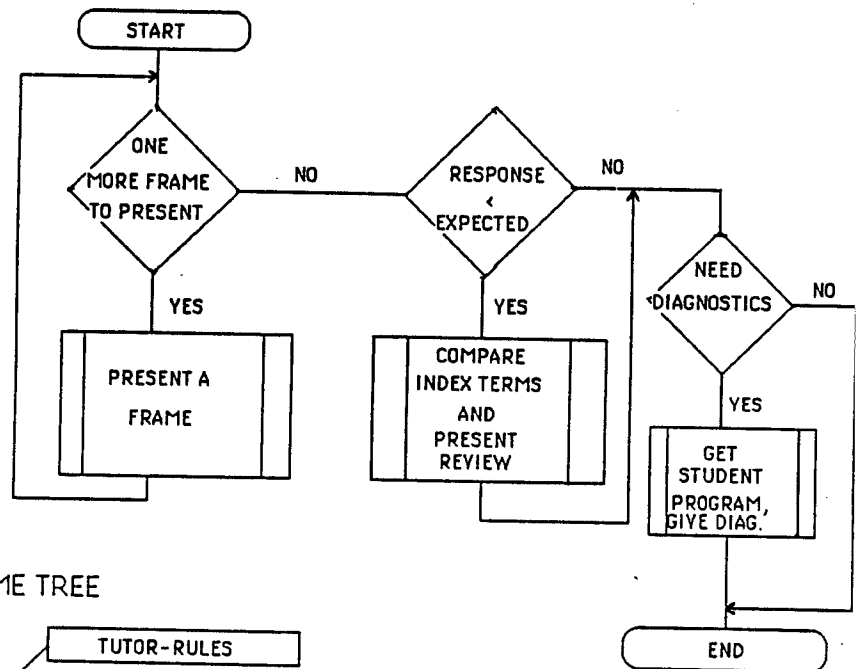 START
ONE
MORE FRAME
TO PRESENT
NO
YES
PRESENT A
FRAME
RESPONSE
<
EXPECTED
NO
YES
COMPARE
INDEX TERMS
AND
PRESENT
REVIEW
NEED
DIAGNOSTICS
NO
YES
GET
STUDENT
PROGRAM,
GIVE DIAG.
END
ME TREE
TUTOR-RULES